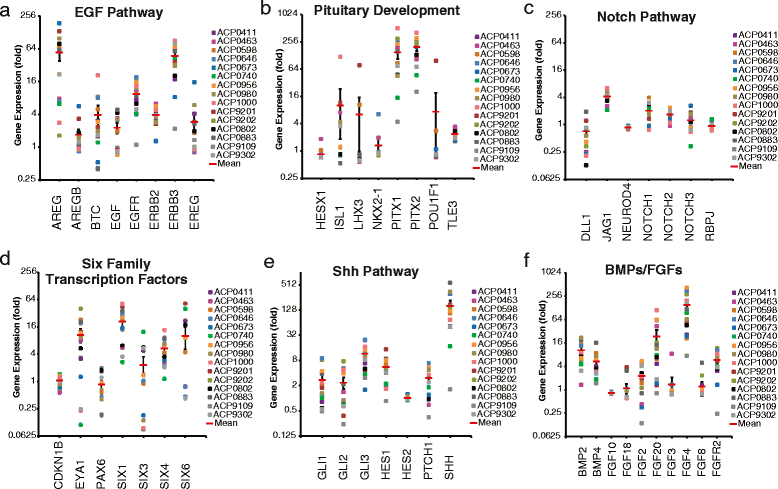 a
EGF Pathway
Gene Expression (fold)
256
64
16
4
1
0.25
AREG
AREGB
BTC
EGF
EGFR
ERBB2
ERBB3
EREG
ACP0411
ACP0463
ACP0598
ACP0646
ACP0673
ACP0740
ACP0956
ACP0980
ACP1000
ACP9201
ACP9202
ACP0802
ACP0883
ACP9109
ACP9302
Mean
b
Pituitary Development
Gene Expression (fold)
1024
256
64
16
4
1
0.25
HESX1
ISL1
LHX3
NKX2-1
PITX1
PITX2
POU1F1
TLE3
ACP0411
ACP0463
ACP0598
ACP0646
ACP0673
ACP0740
ACP0956
ACP0980
ACP1000
ACP9201
ACP9202
ACP0802
ACP0883
ACP9109
ACP9302
Mean
c
Notch Pathway
Gene Expression (fold)
64
16
4
1
0.25
0.0625
DLL1
JAG1
NEUROD4
NOTCH1
NOTCH2
NOTCH3
RBPJ
ACP0411
ACP0463
ACP0598
ACP0646
ACP0673
ACP0740
ACP0956
ACP0980
ACP1000
ACP9201
ACP9202
ACP0802
ACP0883
ACP9109
ACP9302
Mean
d
Six Family
Transcription Factors
Gene Expression (fold)
256
64
16
4
1
0.25
0.0625
CDKN1B
EYA1
PAX6
SIX1
SIX3
SIX4
SIX6
ACP0411
ACP0463
ACP0598
ACP0646
ACP0673
ACP0740
ACP0956
ACP0980
ACP1000
ACP9201
ACP9202
ACP0802
ACP0883
ACP9109
ACP9302
Mean
e
Shh Pathway
Gene Expression (fold)
512
128
32
8
2
0.5
0.125
GLI1
GLI2
GLI3
HES1
HES2
PTCH1
SHH
ACP0411
ACP0463
ACP0598
ACP0646
ACP0673
ACP0740
ACP0956
ACP0980
ACP1000
ACP9201
ACP9202
ACP0802
ACP0883
ACP9109
ACP9302
Mean
f
BMPs/FGFs
Gene Expression (fold)
1024
256
64
16
4
1
0.25
0.0625
BMP2
BMP4
FGF10
FGF18
FGF2
FGF20
FGF3
FGF4
FGF8
FGFR2
ACP0411
ACP0463
ACP0598
ACP0646
ACP0673
ACP0740
ACP0956
ACP0980
ACP1000
ACP9201
ACP9202
ACP0802
ACP0883
ACP9109
ACP9302
Mean